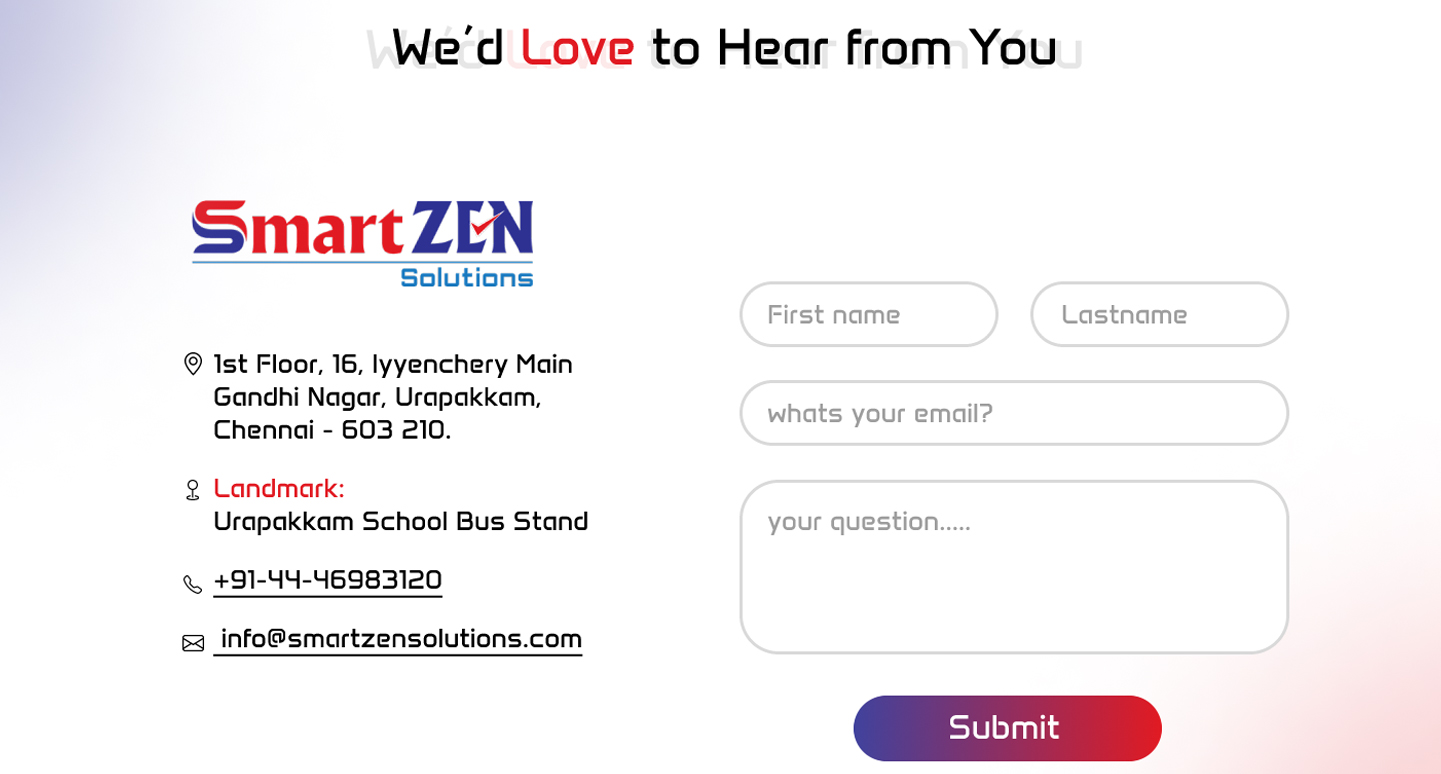 We'd Love to Hear from You
Smart ZEN
Solutions
1st Floor, 16, Iyyenchery Main
Gandhi Nagar, Urapakkam,
Chennai - 603 210.
Landmark:
Urapakkam School Bus Stand
+91-44-46983120
info@smartzensolutions.com
First name
Lastname
whats your email?
your question.....
Submit